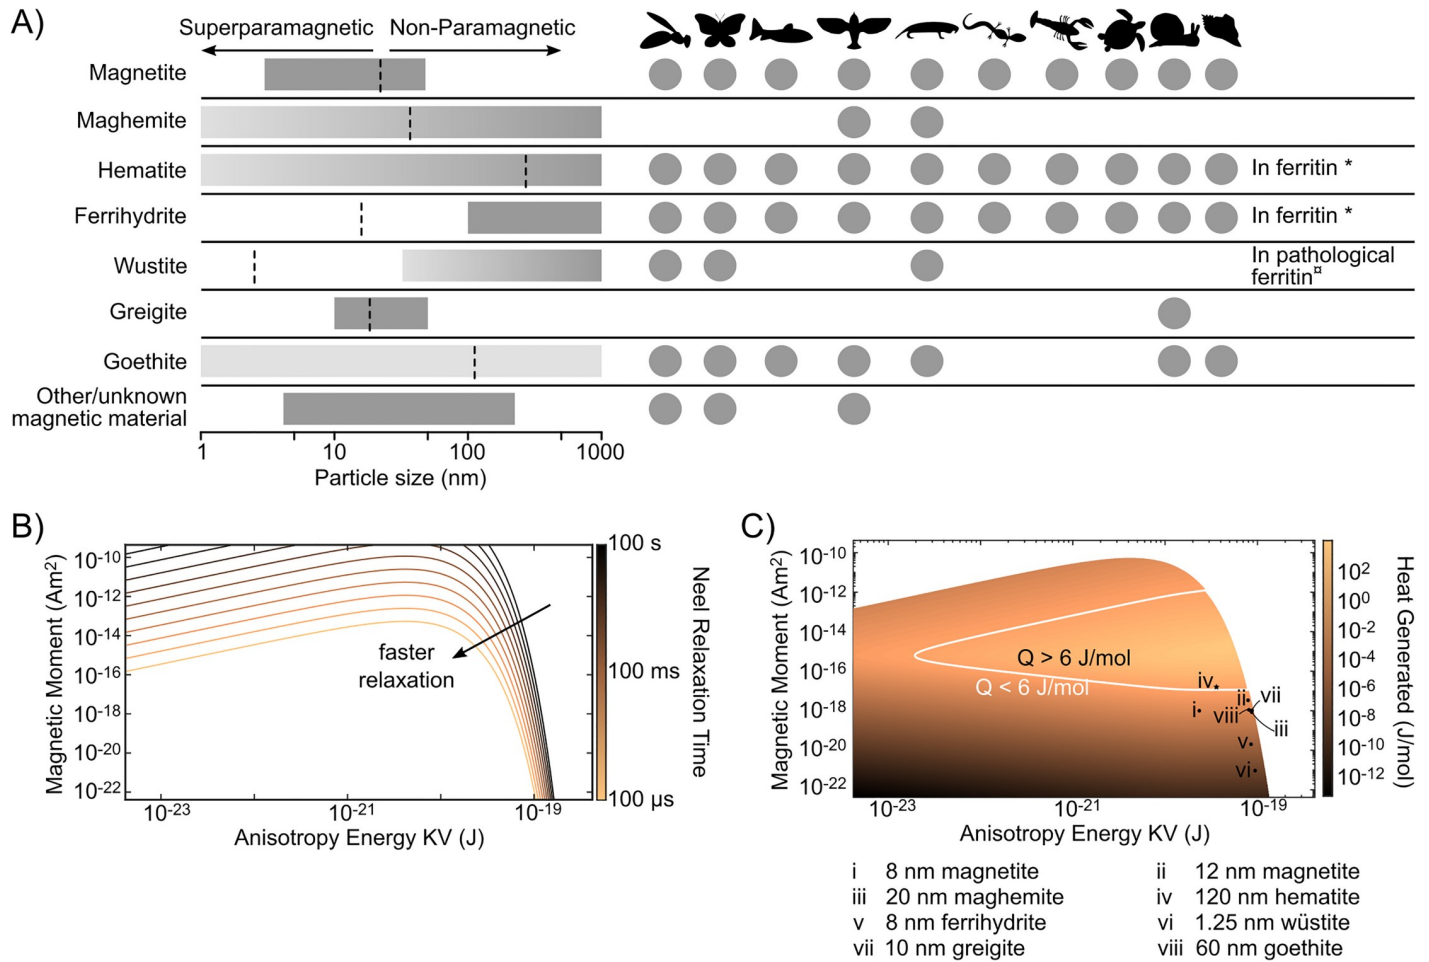 A)
Superparamagnetic Non-Paramagnetic
Magnetite
Maghemite
Hematite
In ferritin *
Ferrihydrite
In ferritin *
Wustite
In pathological
ferritin¤
Greigite
Goethite
Other/unknown
magnetic material
1 10 100 1000
Particle size (nm)
B)
Magnetic Moment (Am²)
10⁻¹⁰
10⁻¹²
10⁻¹⁴
10⁻¹⁶
10⁻¹⁸
10⁻²⁰
10⁻²²
faster
relaxation
10⁻²³ 10⁻²¹ 10⁻¹⁹
Anisotropy Energy KV (J)
100 s
100 ms
100 µs
Neel Relaxation Time
C)
Magnetic Moment (Am²)
10⁻¹⁰
10⁻¹²
10⁻¹⁴
10⁻¹⁶
10⁻¹⁸
10⁻²⁰
10⁻²²
Q > 6 J/mol
Q < 6 J/mol
iv
ii
vii
i
viii
iii
v
vi
10⁻²³ 10⁻²¹ 10⁻¹⁹
Anisotropy Energy KV (J)
10²
10⁰
10⁻²
10⁻⁴
10⁻⁶
10⁻⁸
10⁻¹⁰
10⁻¹²
Heat Generated (J/mol)
i 8 nm magnetite
ii 12 nm magnetite
iii 20 nm maghemite
iv 120 nm hematite
v 8 nm ferrihydrite
vi 1.25 nm wüstite
vii 10 nm greigite
viii 60 nm goethite